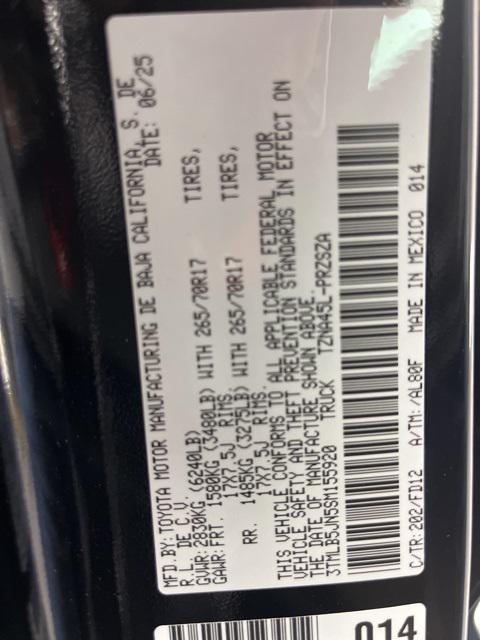 MFD.BY:TOYOTA MOTOR MANUFACTURING DE BAJA CALIFORNIA, S. DE
R.L. DE C.V. DATE: 06/25
GVWR:2830KG (6240LB)
GAWR:FRT. 1580KG (3480LB) WITH 265/70R17 TIRES,
17X7.5J RIMS.
RR. 1485KG (3275LB) WITH 265/70R17 TIRES,
17X7.5J RIMS.
THIS VEHICLE CONFORMS TO ALL APPLICABLE FEDERAL MOTOR
VEHICLE SAFETY AND THEFT PREVENTION STANDARDS IN EFFECT ON
THE DATE OF MANUFACTURE SHOWN ABOVE.
3TMLB5JN5SM155920 TRUCK TZNA45L-PRZSZA
C/TR:202/FD12 A/TM:/AL80F MADE IN MEXICO 014
014